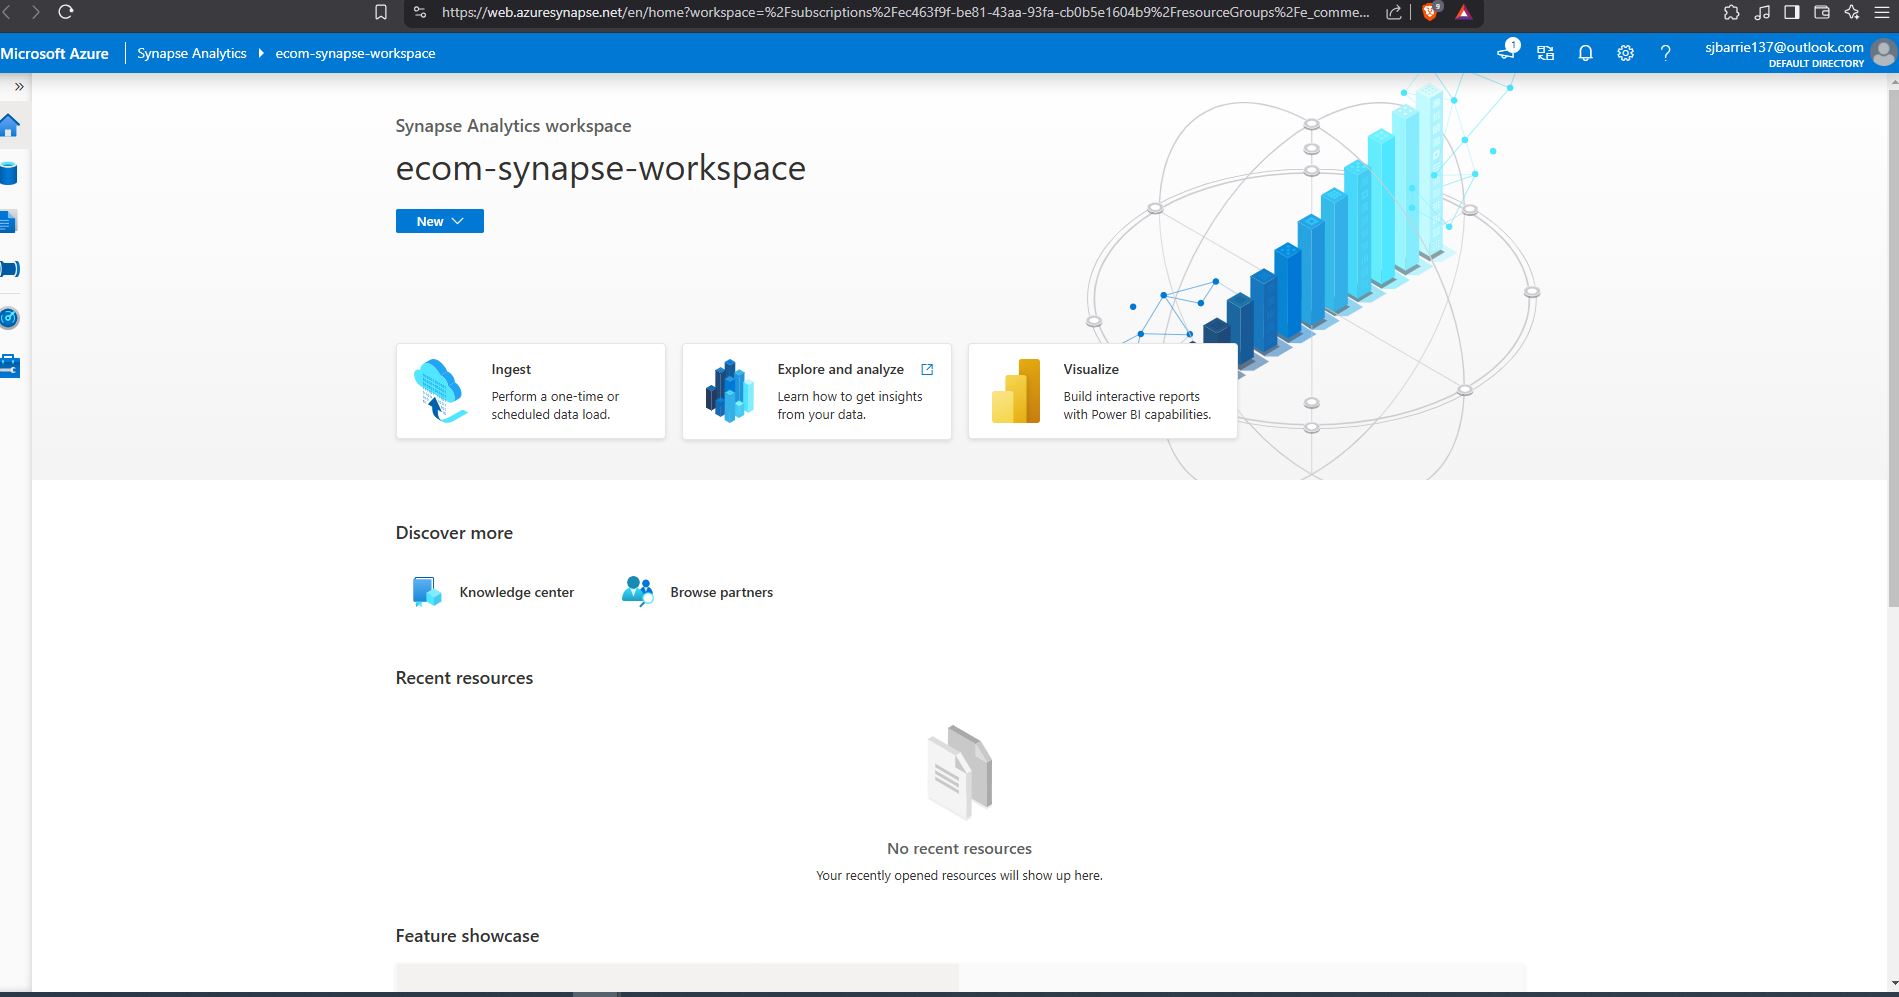 https://web.azuresynapse.net/en/home?workspace=%2Fsubscriptions%2Fec463f9f-be81-43aa-93fa-cb0b5e1604b9%2FresourceGroups%2Fe_comme...
9
Microsoft Azure
Synapse Analytics
ecom-synapse-workspace
1
sjbarrie137@outlook.com
DEFAULT DIRECTORY
Synapse Analytics workspace
ecom-synapse-workspace
New
Ingest
Perform a one-time or
scheduled data load.
Explore and analyze
Learn how to get insights
from your data.
Visualize
Build interactive reports
with Power BI capabilities.
Discover more
Knowledge center
Browse partners
Recent resources
No recent resources
Your recently opened resources will show up here.
Feature showcase